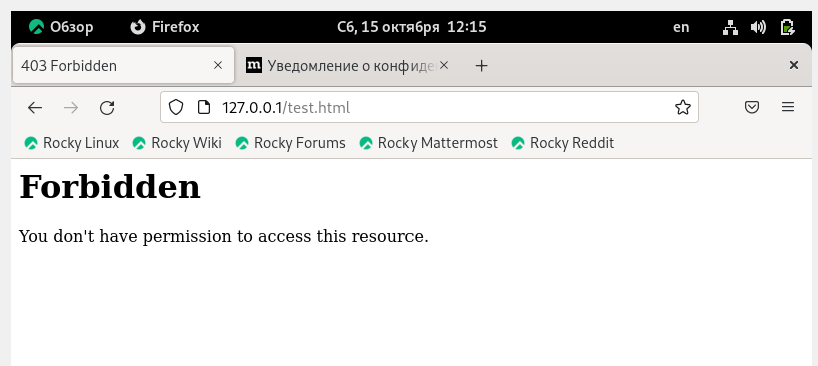 Обзор Firefox Сб, 15 октября 12:15 en
403 Forbidden Уведомление о конфиде
127.0.0.1/test.html
Rocky Linux Rocky Wiki Rocky Forums Rocky Mattermost Rocky Reddit
Forbidden
You don't have permission to access this resource.